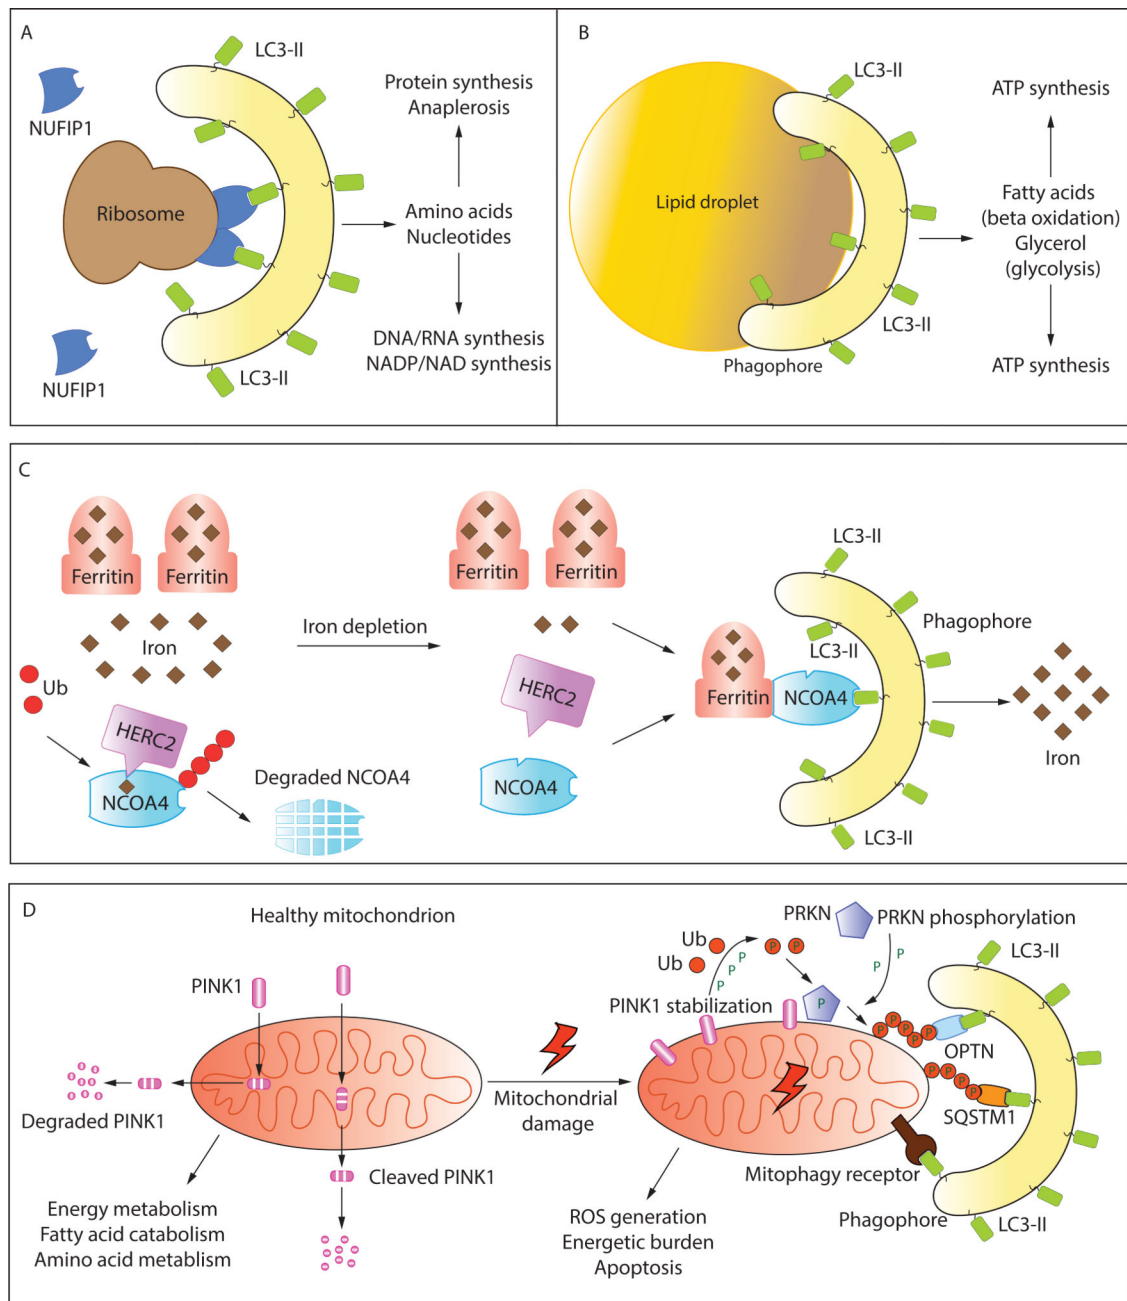 A
LC3-II
NUFIP1
Protein synthesis
Anaplerosis
Ribosome
Amino acids
Nucleotides
DNA/RNA synthesis
NADP/NAD synthesis
NUFIP1
LC3-II
B
LC3-II
ATP synthesis
Lipid droplet
Fatty acids
(beta oxidation)
Glycerol
(glycolysis)
LC3-II
Phagophore
ATP synthesis
C
Ferritin
Ferritin
Iron
Ub
HERC2
NCOA4
Degraded NCOA4
Iron depletion
Ferritin
Ferritin
HERC2
NCOA4
LC3-II
Phagophore
LC3-II
Ferritin
NCOA4
Iron
LC3-II
D
Healthy mitochondrion
PINK1
Degraded PINK1
Cleaved PINK1
Energy metabolism
Fatty acid catabolism
Amino acid metablism
Mitochondrial
damage
PRKN
PRKN phosphorylation
Ub
Ub
P
P
P
P
P
P
P
PINK1 stabilization
P
LC3-II
P
P
P
P
P
OPTN
P
P
P
P
P
SQSTM1
Mitophagy receptor
Phagophore
LC3-II
ROS generation
Energetic burden
Apoptosis